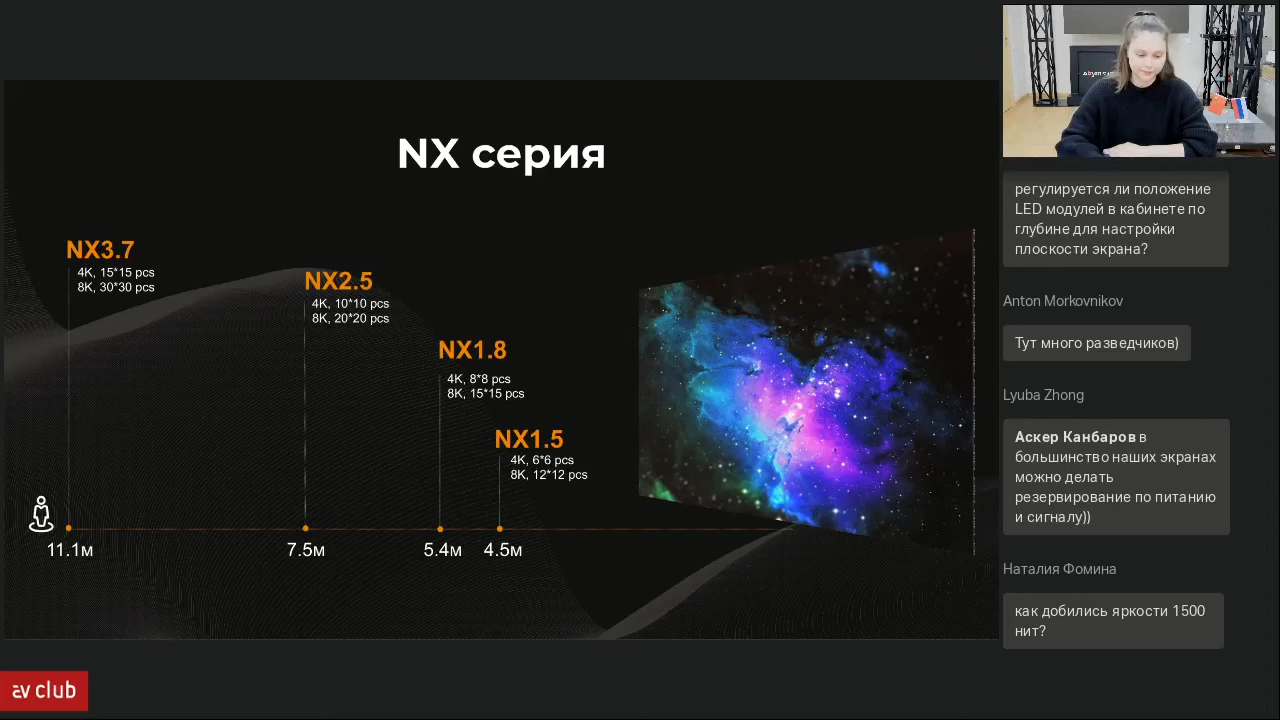 NX серия
NX3.7
4K, 15*15 pcs
8K, 30*30 pcs
NX2.5
4K, 10*10 pcs
8K, 20*20 pcs
NX1.8
4K, 8*8 pcs
8K, 15*15 pcs
NX1.5
4K, 6*6 pcs
8K, 12*12 pcs
11.1м
7.5м
5.4м
4.5м
av club
регулируется ли положение
LED модулей в кабинете по
глубине для настройки
плоскости экрана?
Anton Morkovnikov
Тут много разведчиков)
Lyuba Zhong
Аскер Канбаров в
большинство наших экранах
можно делать
резервирование по питанию
и сигналу))
Наталия Фомина
как добились яркости 1500
нит?